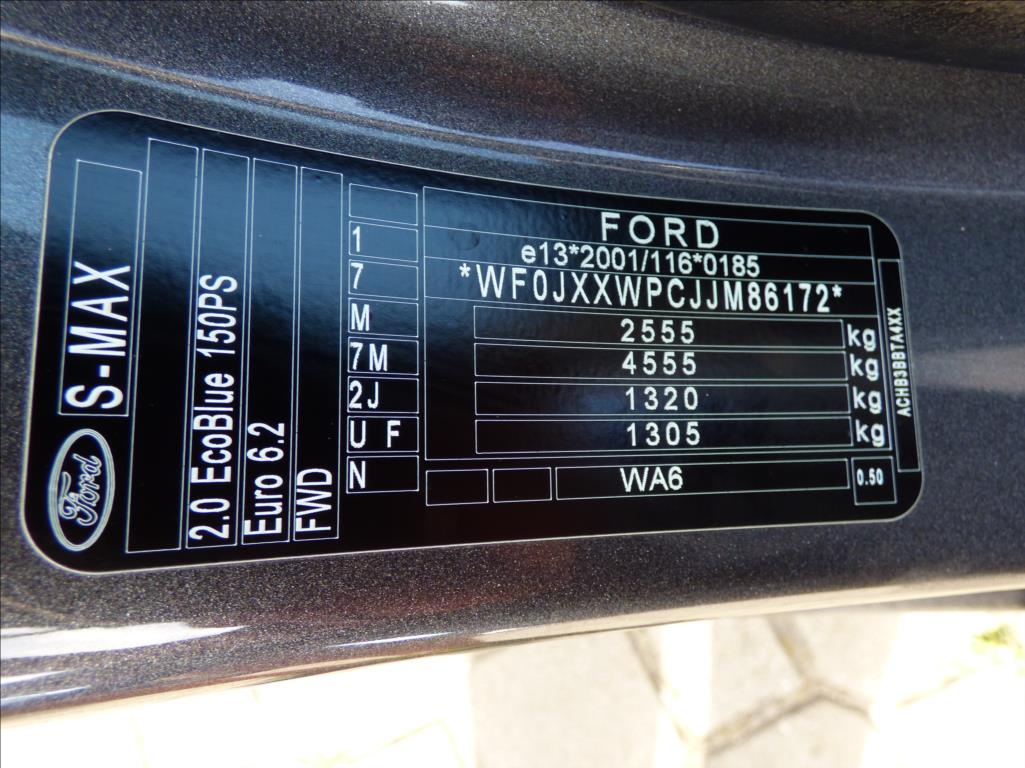 FORD
e13*2001/116*0185
*WF0JXXWPCJJM86172*
2555 kg
4555 kg
1320 kg
1305 kg
WA6 0.50
1
7
M
7M
2J
U F
N
S-MAX
2.0 EcoBlue 150PS
Euro 6.2
FWD
Ford
ACHB3BBTA4XX